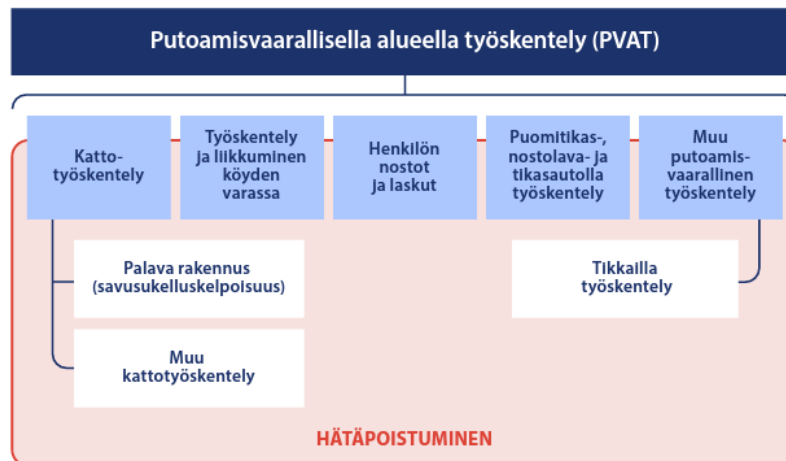 Putoamisvaarallisella alueella työskentely (PVAT)
Katto-
työskentely
Työskentely
ja liikkuminen
köyden
varassa
Henkilön
nostot
ja laskut
Puomitikas-,
nostolava- ja
tikasautolla
työskentely
Muu
putoamis-
vaarallinen
työskentely
Palava rakennus
(savusukelluskelpoisuus)
Tikkailla
työskentely
Muu
kattotyöskentely
HÄTÄPOISTUMINEN